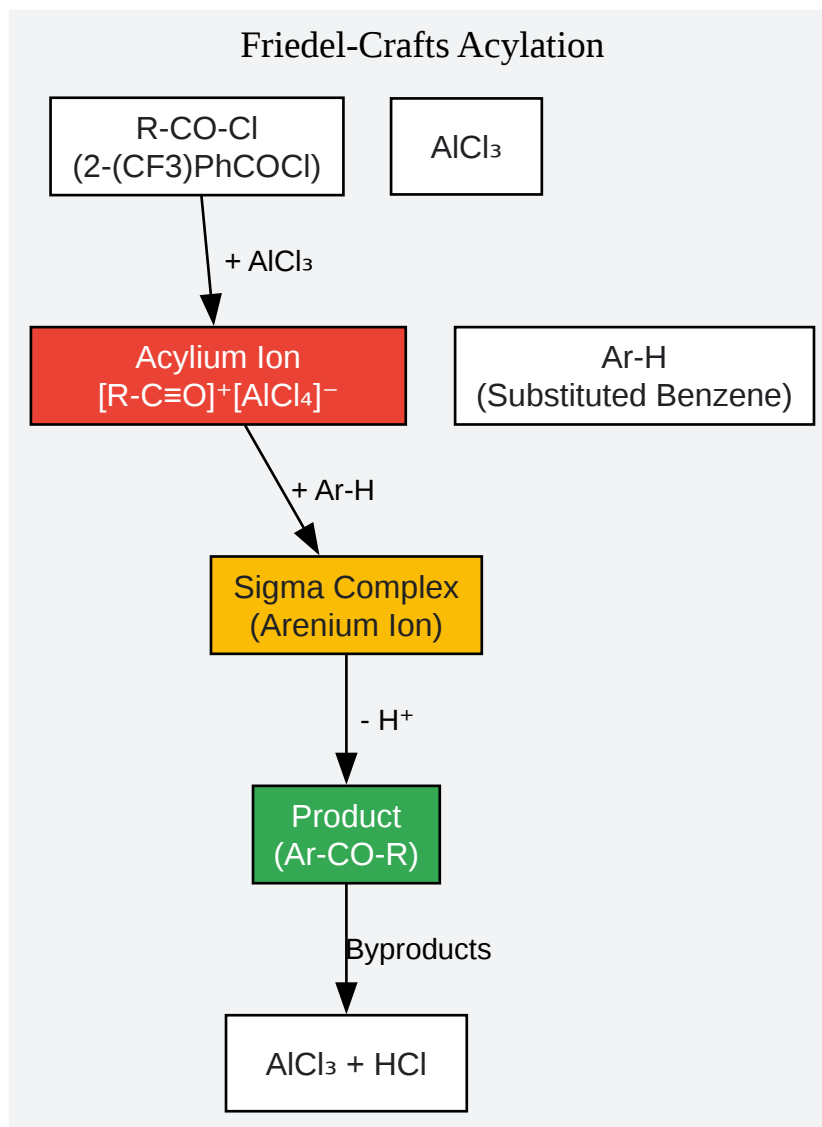 Friedel-Crafts Acylation
R-CO-Cl
(2-(CF3)PhCOCl)
AlCl₃
+ AlCl₃
Acylium Ion
[R-C≡O]⁺[AlCl₄]⁻
Ar-H
(Substituted Benzene)
+ Ar-H
Sigma Complex
(Arenium Ion)
- H⁺
Product
(Ar-CO-R)
Byproducts
AlCl₃ + HCl